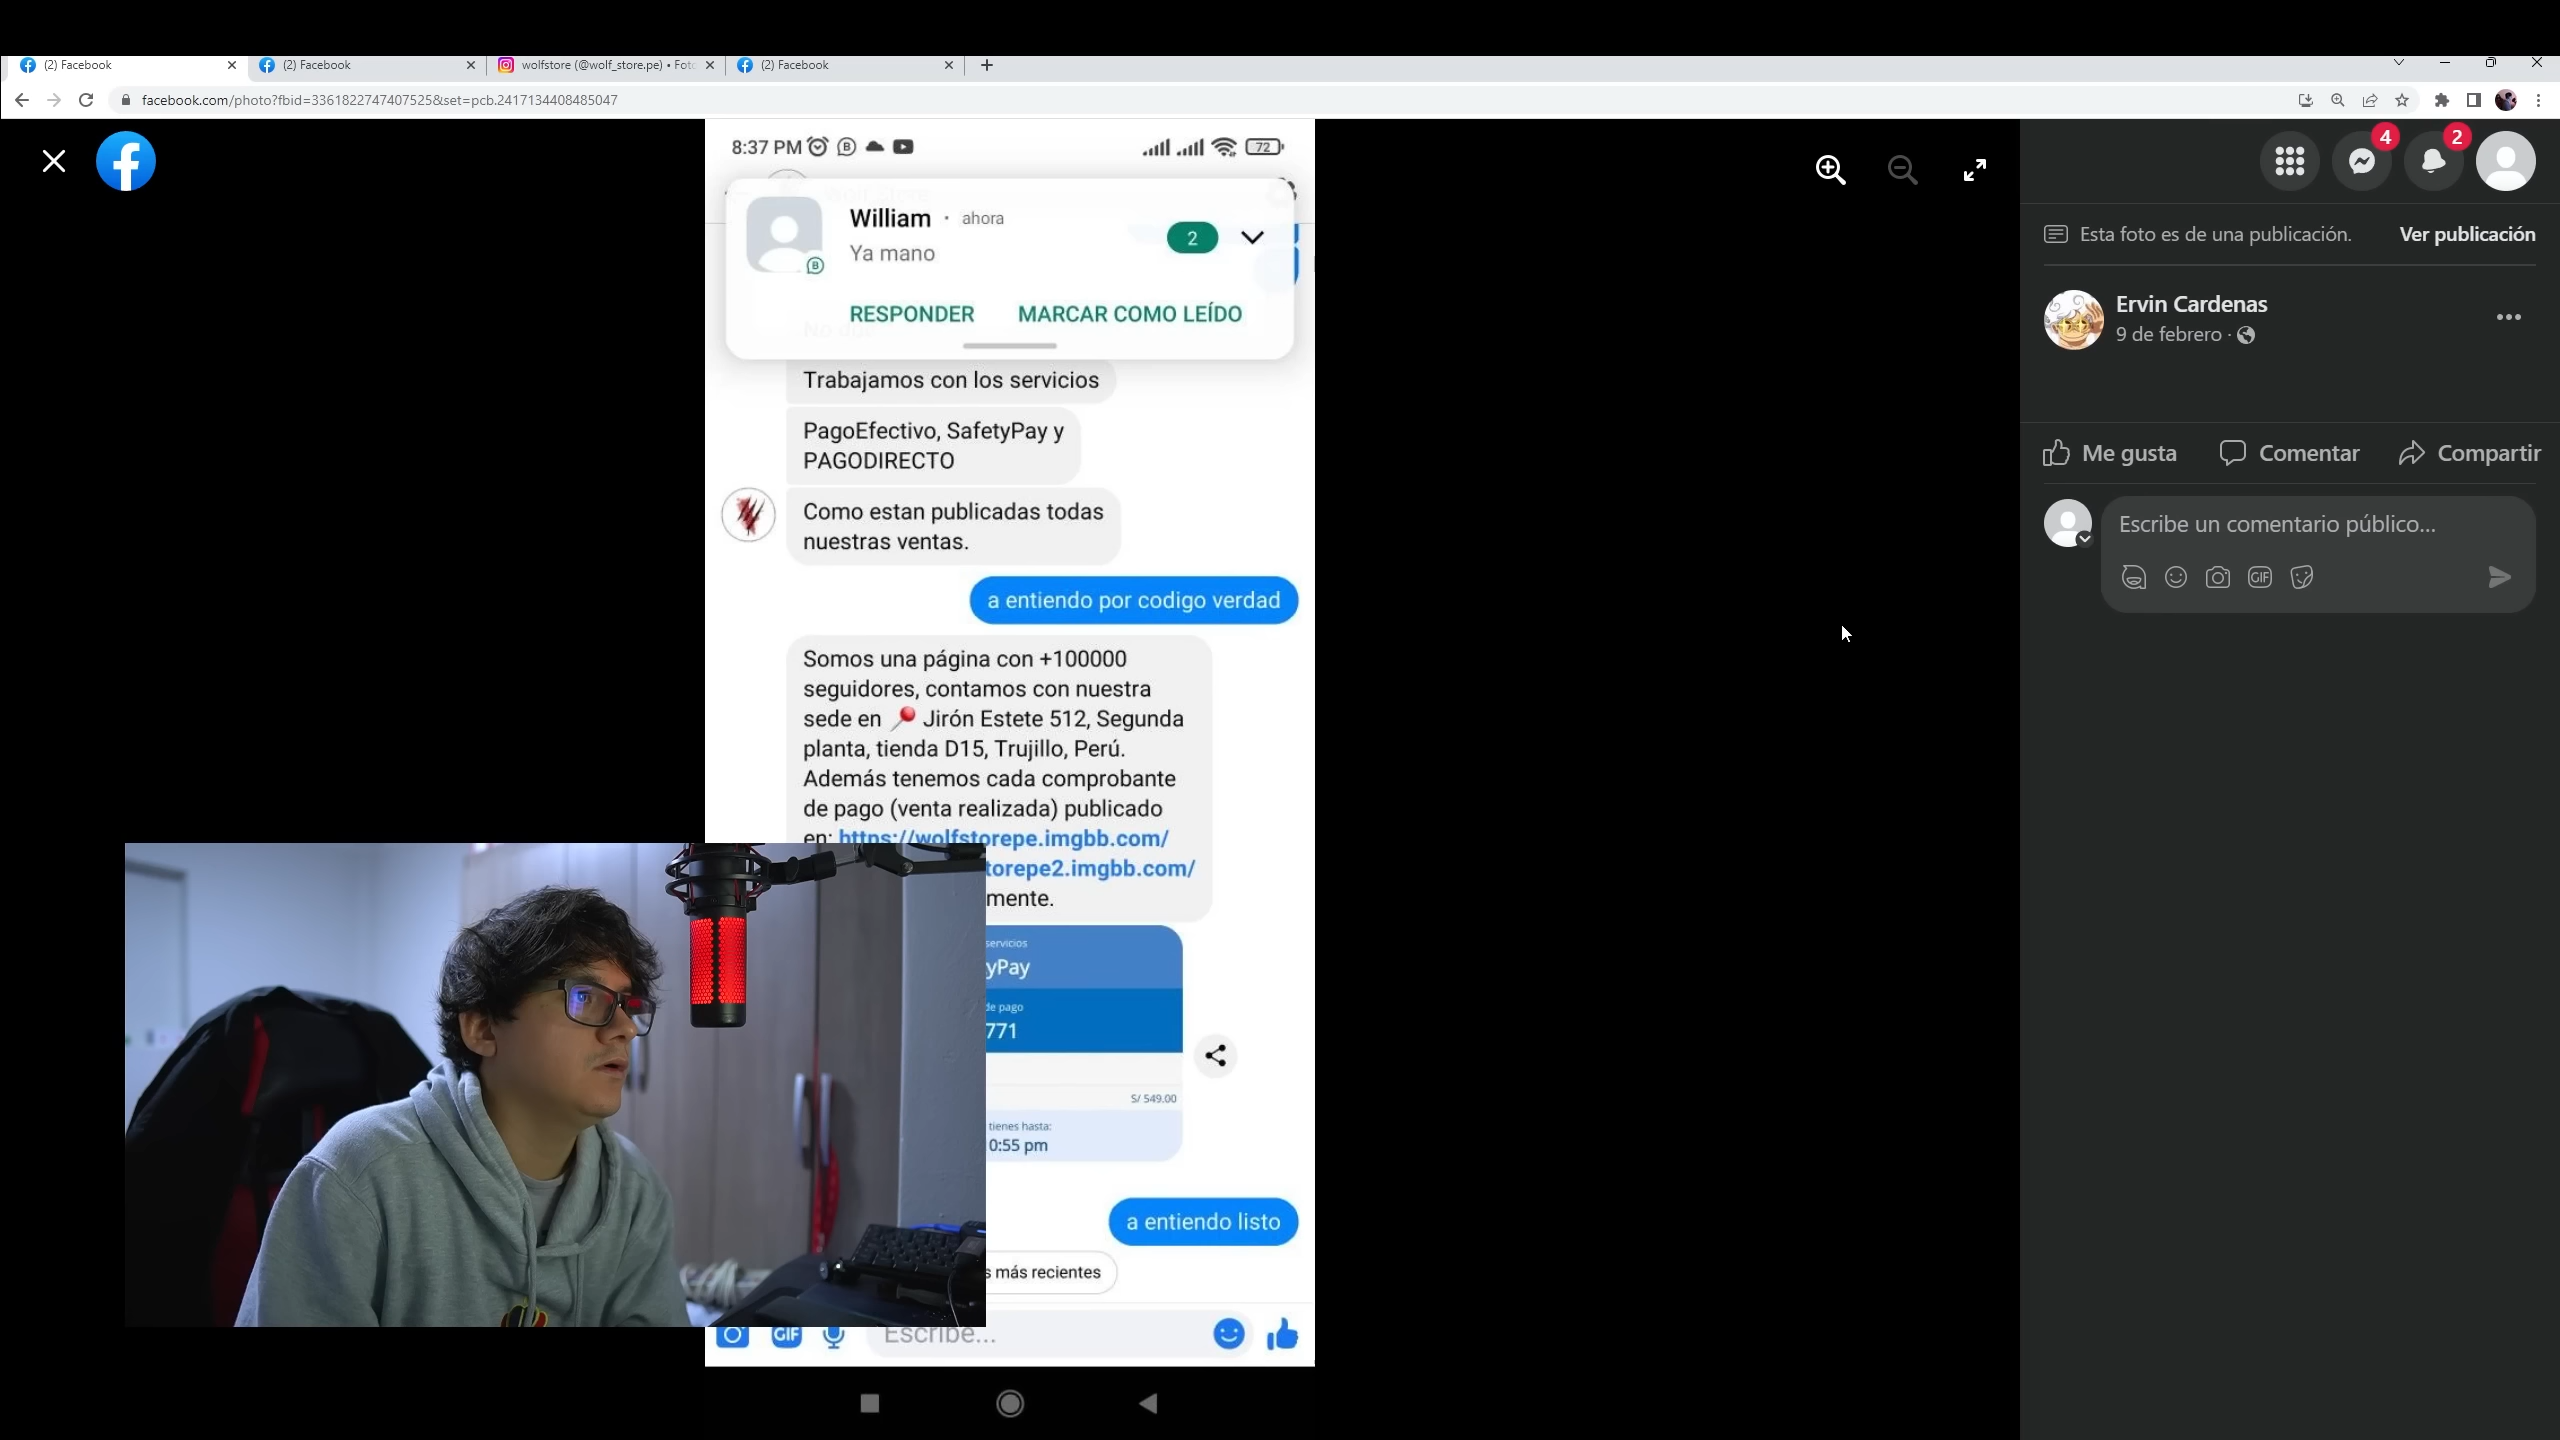 (2) Facebook
(2) Facebook
wolfstore (@wolf_store.pe) • Foto
(2) Facebook
facebook.com/photo?fbid=3361822747407525&set=pcb.2417134408485047
8:37 PM
72
William · ahora
Ya mano
2
RESPONDER MARCAR COMO LEÍDO
Trabajamos con los servicios
PagoEfectivo, SafetyPay y
PAGODIRECTO
Como estan publicadas todas
nuestras ventas.
a entiendo por codigo verdad
Somos una página con +100000
seguidores, contamos con nuestra
sede en 📍 Jirón Estete 512, Segunda
planta, tienda D15, Trujillo, Perú.
Además tenemos cada comprobante
de pago (venta realizada) publicado
en: https://wolfstorepe.imgbb.com/
torepe2.imgbb.com/
mente.
servicios
yPay
de pago
771
S/ 549.00
tienes hasta:
0:55 pm
a entiendo listo
s más recientes
GIF
Escribe...
4
2
Esta foto es de una publicación. Ver publicación
Ervin Cardenas
9 de febrero ·
Me gusta Comentar Compartir
Escribe un comentario público...
GIF